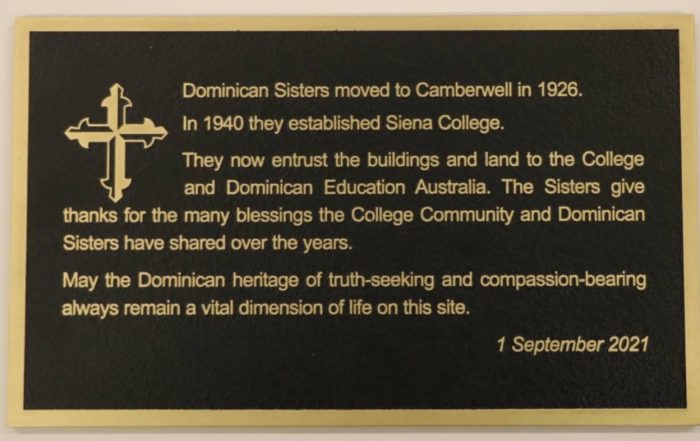 Dominican Sisters moved to Camberwell in 1926.
In 1940 they established Siena College.
They now entrust the buildings and land to the College
and Dominican Education Australia. The Sisters give
thanks for the many blessings the College Community and Dominican
Sisters have shared over the years.
May the Dominican heritage of truth-seeking and compassion-bearing
always remain a vital dimension of life on this site.
1 September 2021